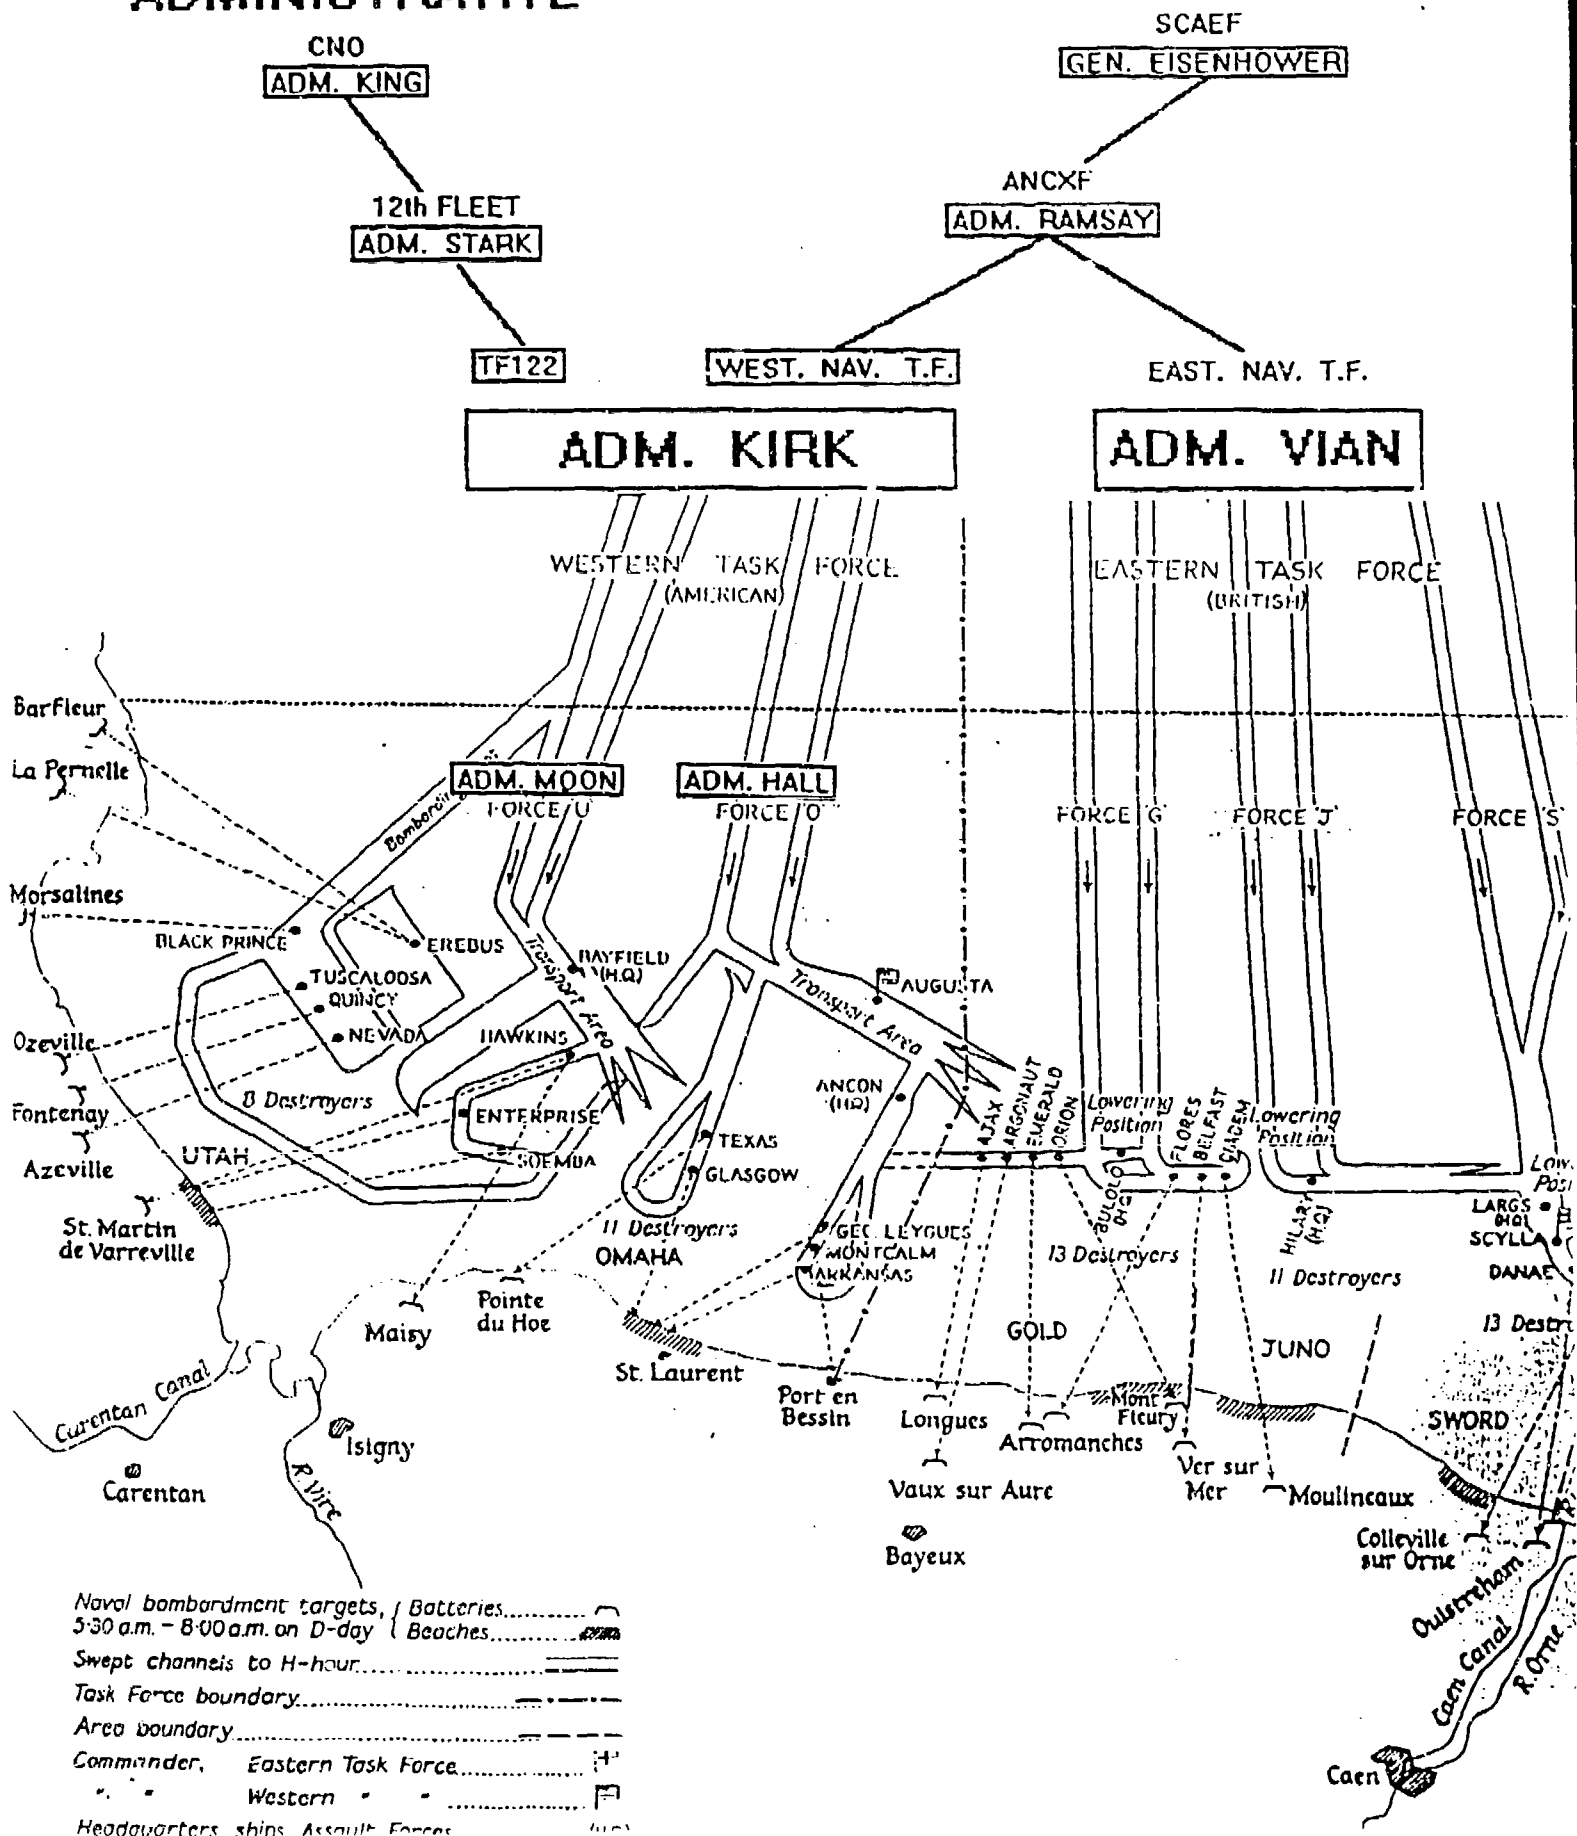 ADMINISTRATIVE
CNO
ADM. KING
SCAEF
GEN. EISENHOWER
12th FLEET
ADM. STARK
ANCXF
ADM. RAMSAY
TF122
WEST. NAV. T.F.
EAST. NAV. T.F.
ADM. KIRK
ADM. VIAN
WESTERN TASK FORCE
(AMERICAN)
EASTERN TASK FORCE
(BRITISH)
Barfleur
La Pernelle
ADM. MOON
FORCE 'U'
ADM. HALL
FORCE 'O'
FORCE 'G'
FORCE 'J'
FORCE 'S'
Morsalines
BLACK PRINCE
EREBUS
TUSCALOOSA
QUINCY
NEVADA
Transport Area
BAYFIELD
(H.Q)
HAWKINS
Transport Area
AUGUSTA
Ozeville
Fontenay
Azeville
8 Destroyers
ENTERPRISE
SOEMBA
UTAH
St. Martin
de Varreville
TEXAS
GLASGOW
11 Destroyers
OMAHA
ANCON
(HQ)
GEO. LEYGUES
MONTCALM
ARKANSAS
AJAX
ARGONAUT
EMERALD
ORION
Lowering
Position
BULOLO
(HQ)
FLORES
BELFAST
DIADEM
Lowering
Position
HILARY
(H.Q)
13 Destroyers
11 Destroyers
LARGS
(HQ)
SCYLLA
DANAE
Maisy
Pointe
du Hoe
St. Laurent
Port en
Bessin
GOLD
JUNO
SWORD
Longues
Arromanches
Mont
Fleury
Vaux sur Aure
Ver sur
Mer
Moulineaux
Colleville
sur Orne
Ouistreham
Bayeux
Carentan Canal
Carentan
Isigny
R. Vire
Caen Canal
R. Orne
Caen
Naval bombardment targets, { Batteries
5·30 a.m. – 8·00 a.m. on D-day { Beaches
Swept channels to H-hour
Task Force boundary
Area boundary
Commander, Eastern Task Force
" " Western " "
Headquarters ships, Assault Forces (H.Q)